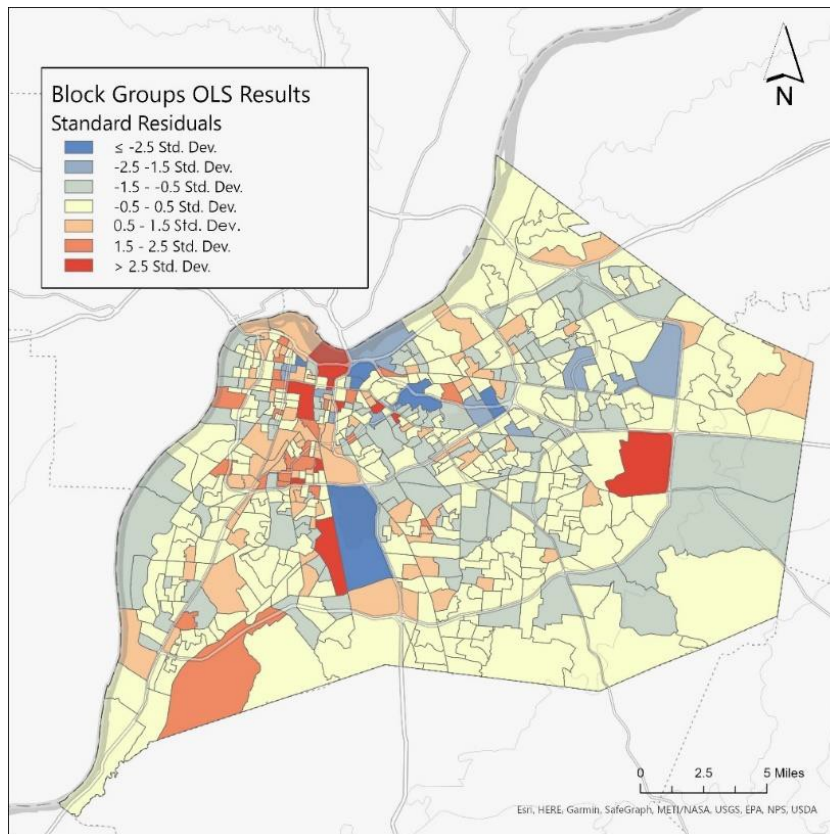 Block Groups OLS Results
Standard Residuals
≤ -2.5 Std. Dev.
-2.5 -1.5 Std. Dev.
-1.5 - -0.5 Std. Dev.
-0.5 - 0.5 Std. Dev.
0.5 - 1.5 Std. Dev.
1.5 - 2.5 Std. Dev.
> 2.5 Std. Dev.
N
0 2.5 5 Miles
Esri, HERE, Garmin, SafeGraph, METI/NASA, USGS, EPA, NPS, USDA